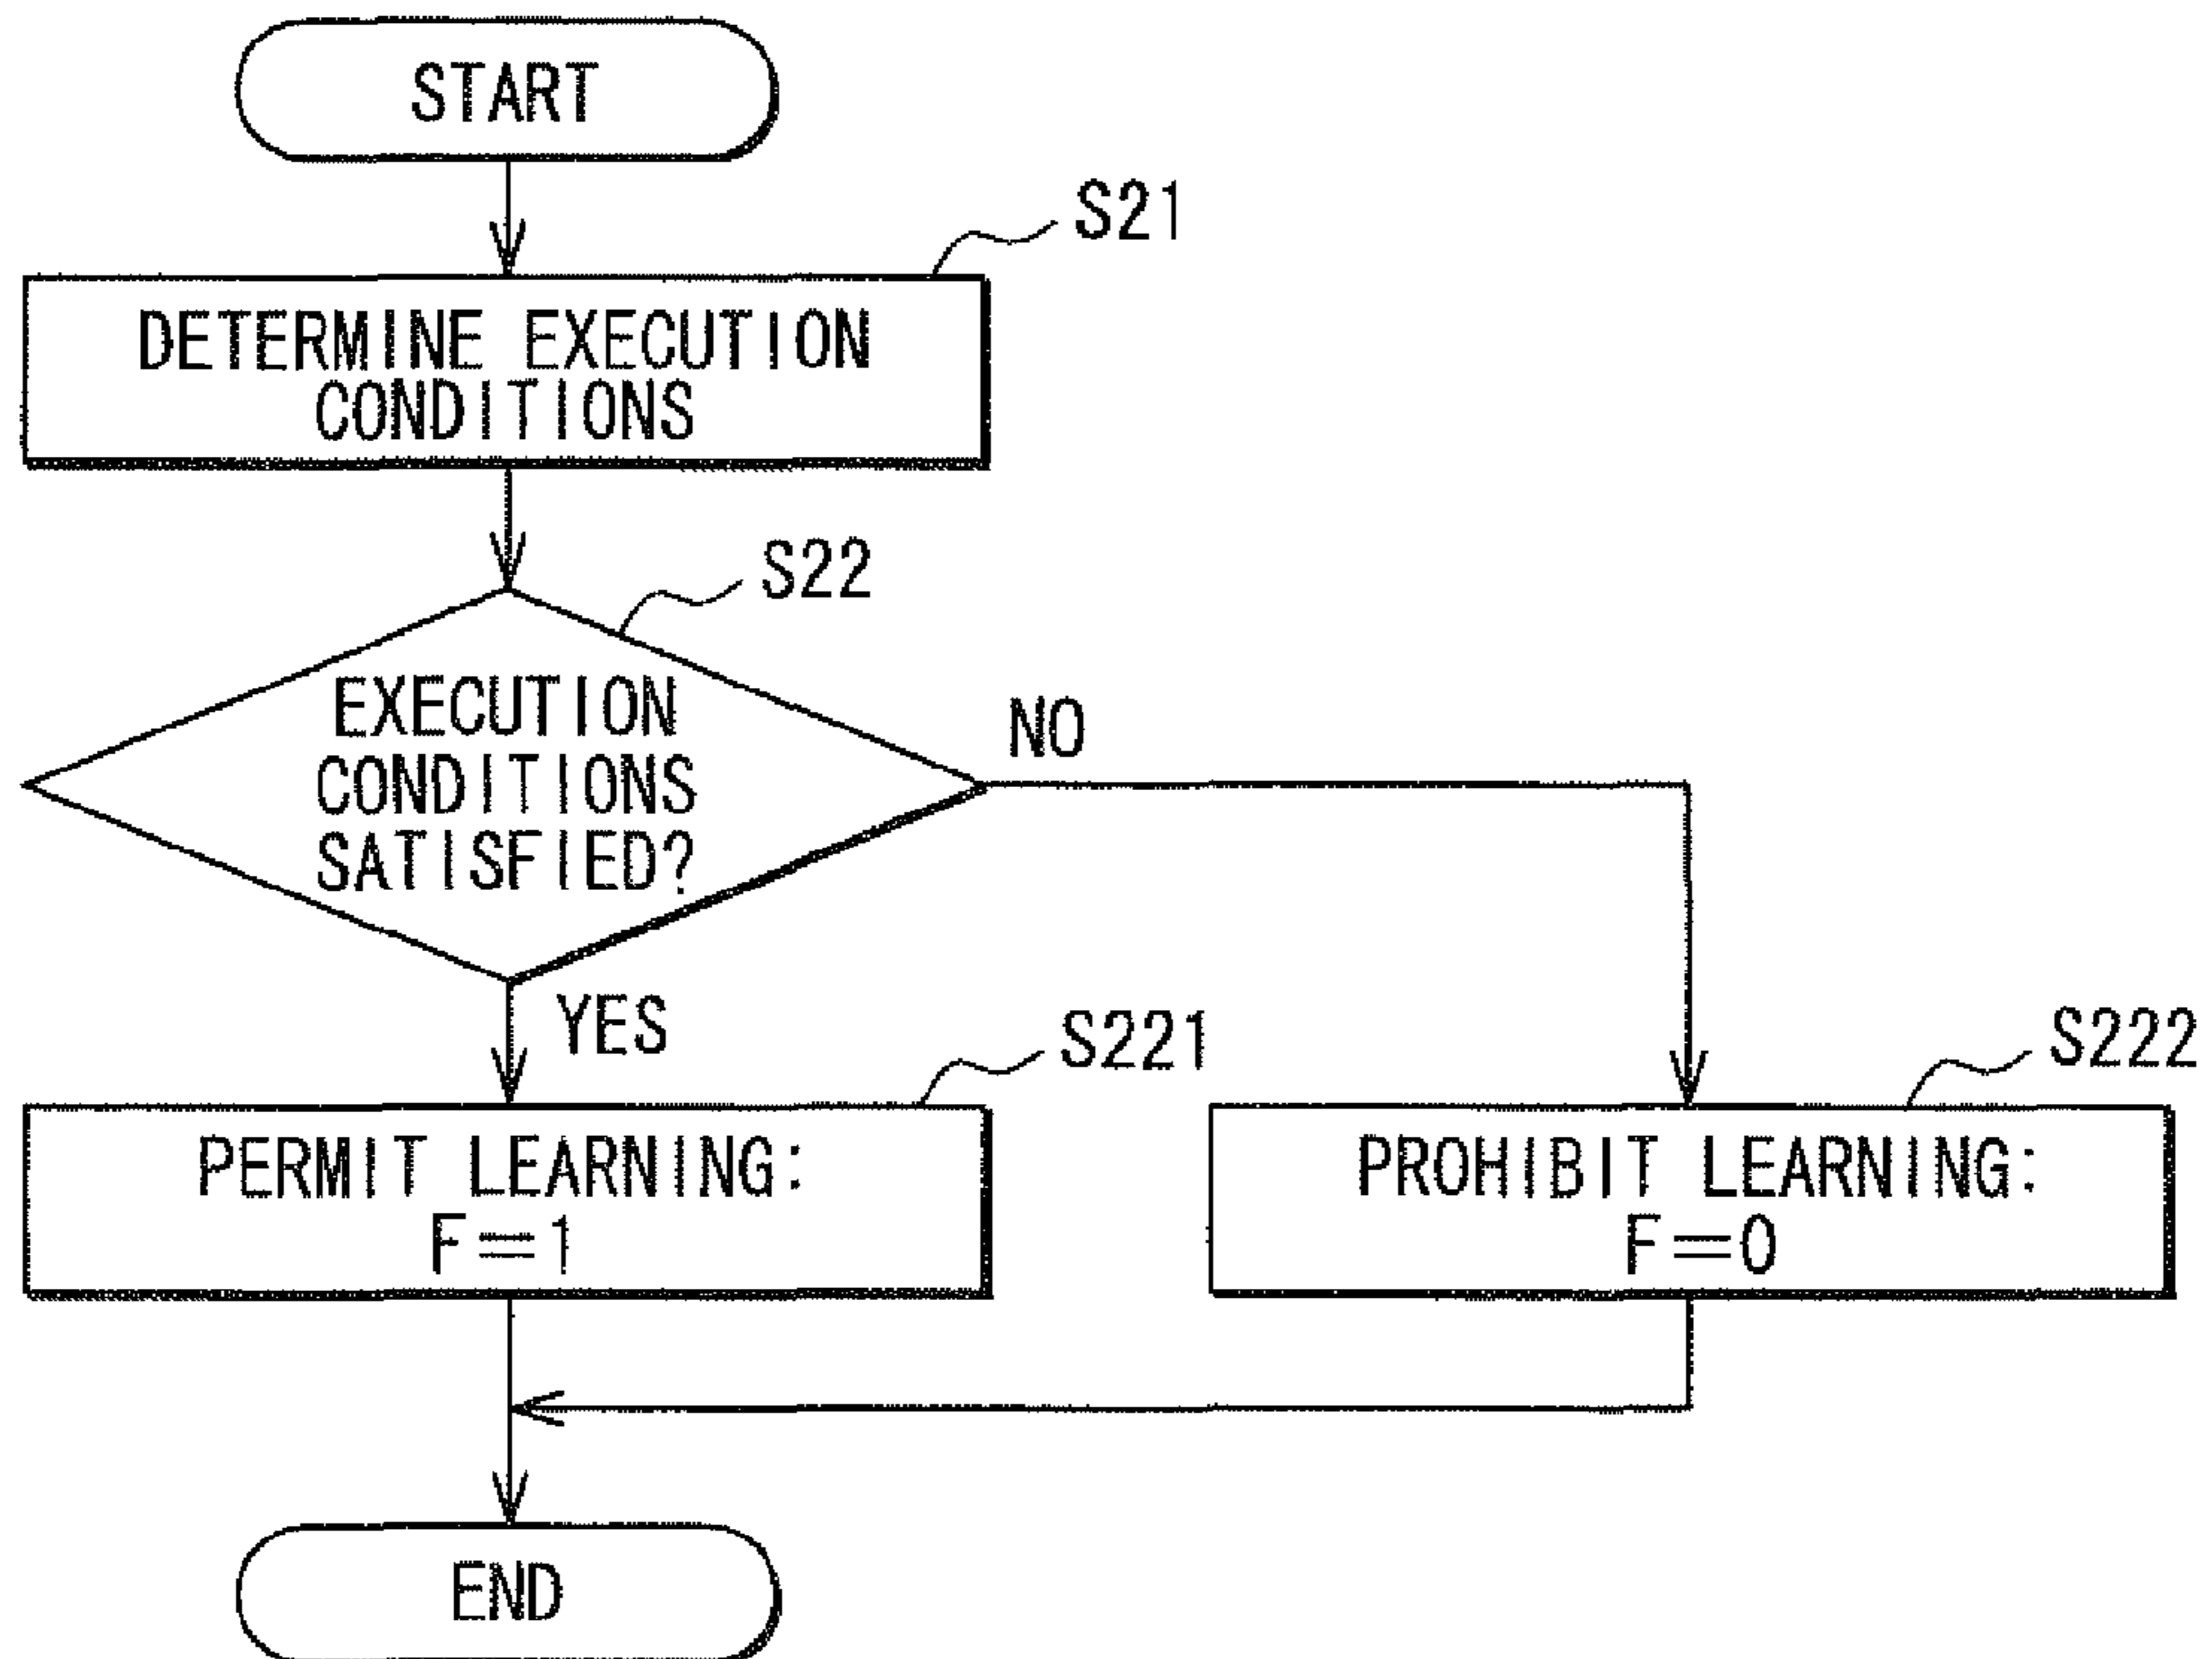 START
S21
DETERMINE EXECUTION
CONDITIONS
S22
EXECUTION
CONDITIONS
SATISFIED?
NO
YES
S221
PERMIT LEARNING:
F=1
S222
PROHIBIT LEARNING:
F=0
END